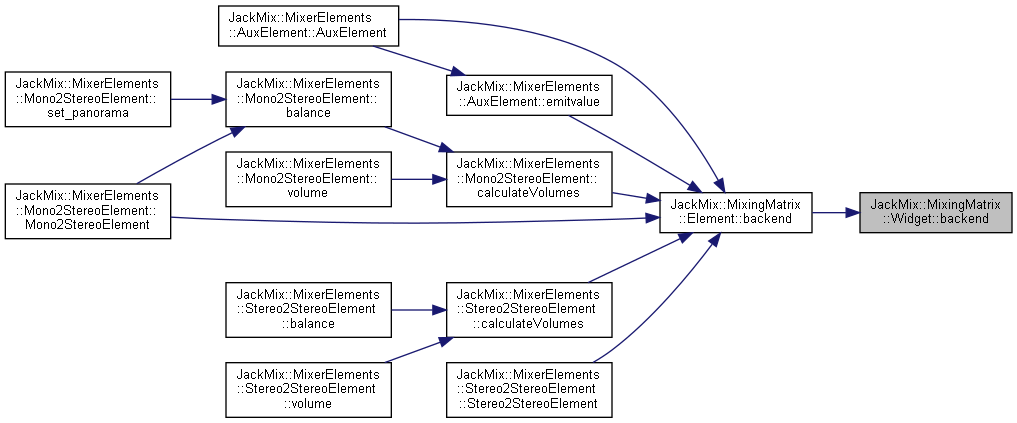 JackMix::MixerElements
::AuxElement::AuxElement
JackMix::MixerElements
::Mono2StereoElement::
set_panorama
JackMix::MixerElements
::Mono2StereoElement::
balance
JackMix::MixerElements
::AuxElement::emitvalue
JackMix::MixerElements
::Mono2StereoElement::
volume
JackMix::MixerElements
::Mono2StereoElement::
calculateVolumes
JackMix::MixerElements
::Mono2StereoElement::
Mono2StereoElement
JackMix::MixingMatrix
::Element::backend
JackMix::MixingMatrix
::Widget::backend
JackMix::MixerElements
::Stereo2StereoElement
::balance
JackMix::MixerElements
::Stereo2StereoElement
::calculateVolumes
JackMix::MixerElements
::Stereo2StereoElement
::volume
JackMix::MixerElements
::Stereo2StereoElement
::Stereo2StereoElement